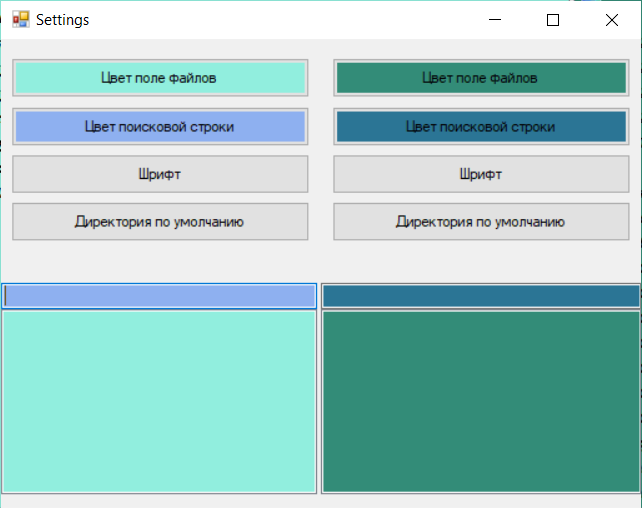 Settings
Цвет поле файлов
Цвет поле файлов
Цвет поисковой строки
Цвет поисковой строки
Шрифт
Шрифт
Директория по умолчанию
Директория по умолчанию